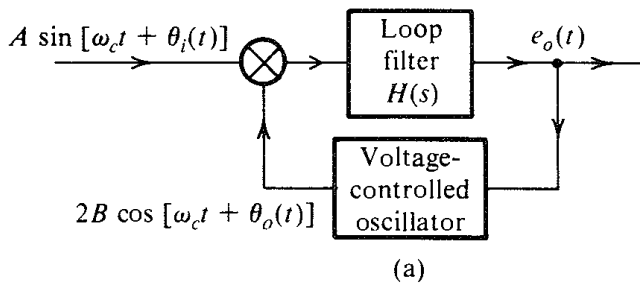 A sin [ω_c t + θ_i(t)]
Loop
filter
H(s)
e_o(t)
Voltage-
controlled
oscillator
2B cos [ω_c t + θ_o(t)]
(a)